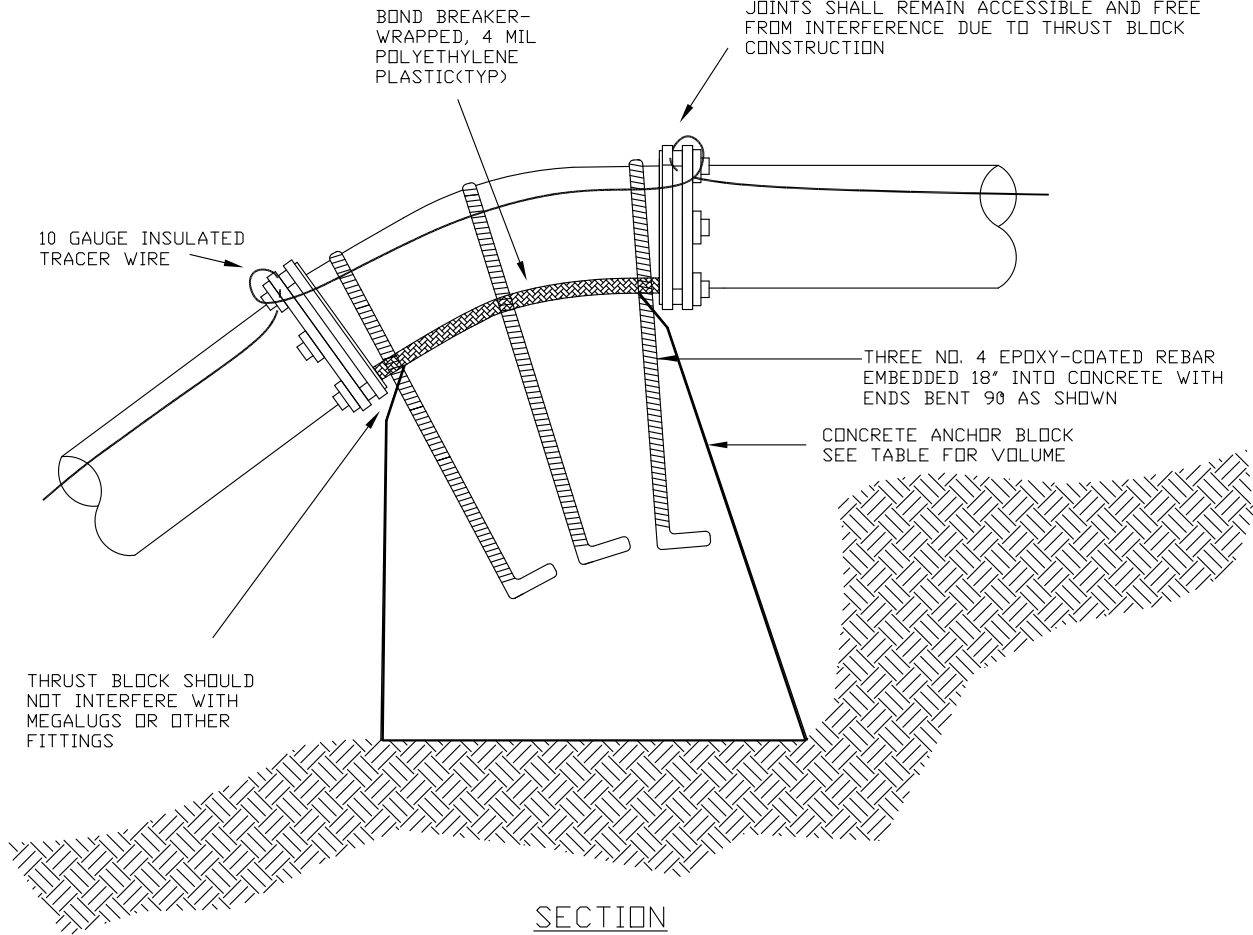 BOND BREAKER-
WRAPPED, 4 MIL
POLYETHYLENE
PLASTIC(TYP)
JOINTS SHALL REMAIN ACCESSIBLE AND FREE
FROM INTERFERENCE DUE TO THRUST BLOCK
CONSTRUCTION
10 GAUGE INSULATED
TRACER WIRE
THREE NO. 4 EPOXY-COATED REBAR
EMBEDDED 18" INTO CONCRETE WITH
ENDS BENT 90° AS SHOWN
CONCRETE ANCHOR BLOCK
SEE TABLE FOR VOLUME
THRUST BLOCK SHOULD
NOT INTERFERE WITH
MEGALUGS OR OTHER
FITTINGS
SECTION